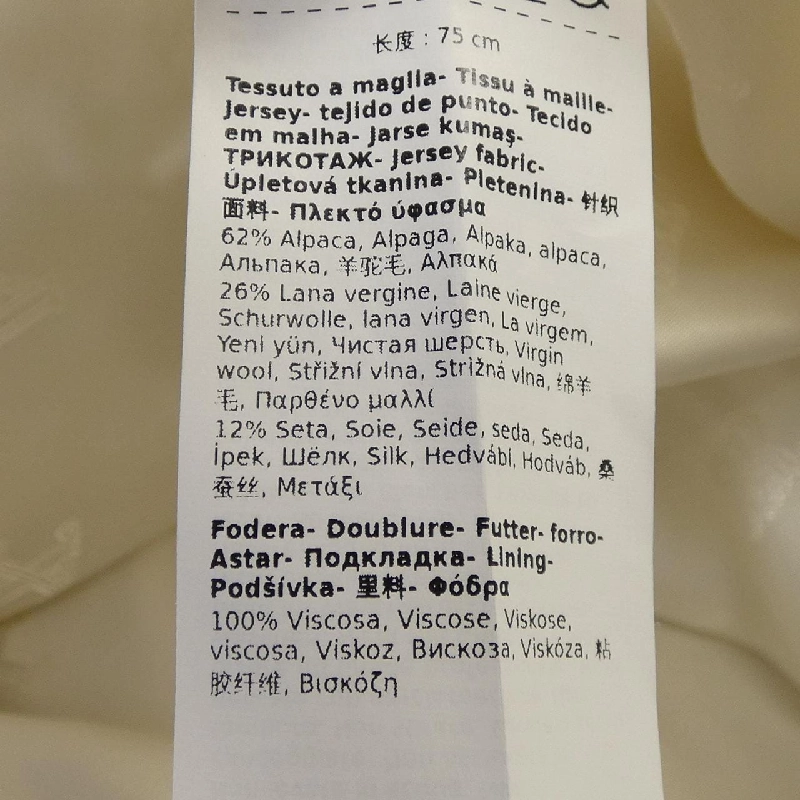 长度 : 75 cm
Tessuto a maglia- Tissu à maille-
Jersey- tejido de punto- Tecido
em malha- Jarse kumaş-
ТРИКОТАЖ- Jersey fabric-
Úpletová tkanina- Pletenina- 针织
面料- Πλεκτό ύφασμα
62% Alpaca, Alpaga, Alpaka, alpaca,
Альпака, 羊驼毛, Αλπακά
26% Lana vergine, Laine vierge,
Schurwolle, lana virgen, La virgem,
Yeni yün, Чистая шерсть, Virgin
wool, Střižní vlna, Strižná vlna, 绵羊
毛, Παρθένο μαλλί
12% Seta, Soie, Seide, seda, Seda,
İpek, Шёлк, Silk, Hedvábí, Hodváb, 桑
蚕丝, Μετάξι
Fodera- Doublure- Futter- forro-
Astar- Подкладка- Lining-
Podšívka- 里料- Φόδρα
100% Viscosa, Viscose, Viskose,
viscosa, Viskoz, Вискоза, Viskóza, 粘
胶纤维, Βισκόζη